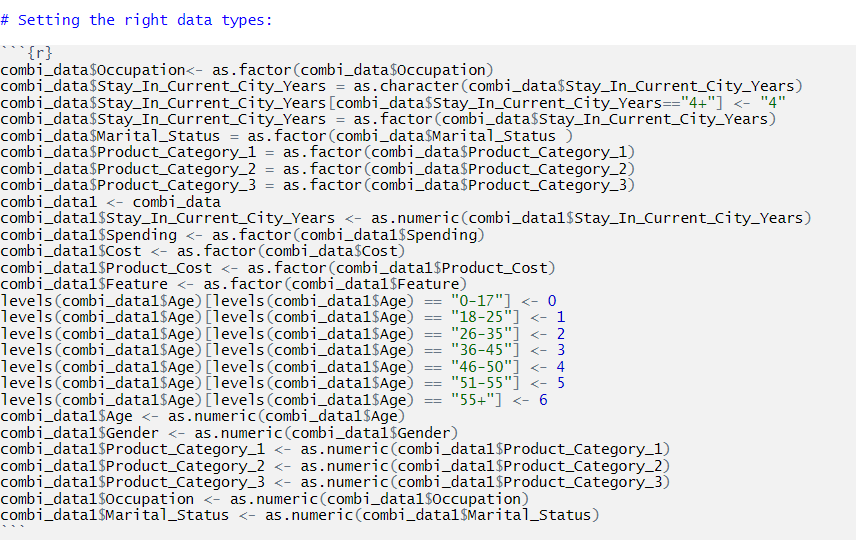 # Setting the right data types:
```{r}
combi_data$Occupation<- as.factor(combi_data$Occupation)
combi_data$Stay_In_Current_City_Years = as.character(combi_data$Stay_In_Current_City_Years)
combi_data$Stay_In_Current_City_Years[combi_data$Stay_In_Current_City_Years=="4+"] <- "4"
combi_data$Stay_In_Current_City_Years = as.factor(combi_data$Stay_In_Current_City_Years)
combi_data$Marital_Status = as.factor(combi_data$Marital_Status )
combi_data$Product_Category_1 = as.factor(combi_data$Product_Category_1)
combi_data$Product_Category_2 = as.factor(combi_data$Product_Category_2)
combi_data$Product_Category_3 = as.factor(combi_data$Product_Category_3)
combi_data1 <- combi_data
combi_data1$Stay_In_Current_City_Years <- as.numeric(combi_data1$Stay_In_Current_City_Years)
combi_data1$Spending <- as.factor(combi_data1$Spending)
combi_data1$Cost <- as.factor(combi_data$Cost)
combi_data1$Product_Cost <- as.factor(combi_data1$Product_Cost)
combi_data1$Feature <- as.factor(combi_data1$Feature)
levels(combi_data1$Age)[levels(combi_data1$Age) == "0-17"] <- 0
levels(combi_data1$Age)[levels(combi_data1$Age) == "18-25"] <- 1
levels(combi_data1$Age)[levels(combi_data1$Age) == "26-35"] <- 2
levels(combi_data1$Age)[levels(combi_data1$Age) == "36-45"] <- 3
levels(combi_data1$Age)[levels(combi_data1$Age) == "46-50"] <- 4
levels(combi_data1$Age)[levels(combi_data1$Age) == "51-55"] <- 5
levels(combi_data1$Age)[levels(combi_data1$Age) == "55+"] <- 6
combi_data1$Age <- as.numeric(combi_data1$Age)
combi_data1$Gender <- as.numeric(combi_data1$Gender)
combi_data1$Product_Category_1 <- as.numeric(combi_data1$Product_Category_1)
combi_data1$Product_Category_2 <- as.numeric(combi_data1$Product_Category_2)
combi_data1$Product_Category_3 <- as.numeric(combi_data1$Product_Category_3)
combi_data1$Occupation <- as.numeric(combi_data1$Occupation)
combi_data1$Marital_Status <- as.numeric(combi_data1$Marital_Status)
```